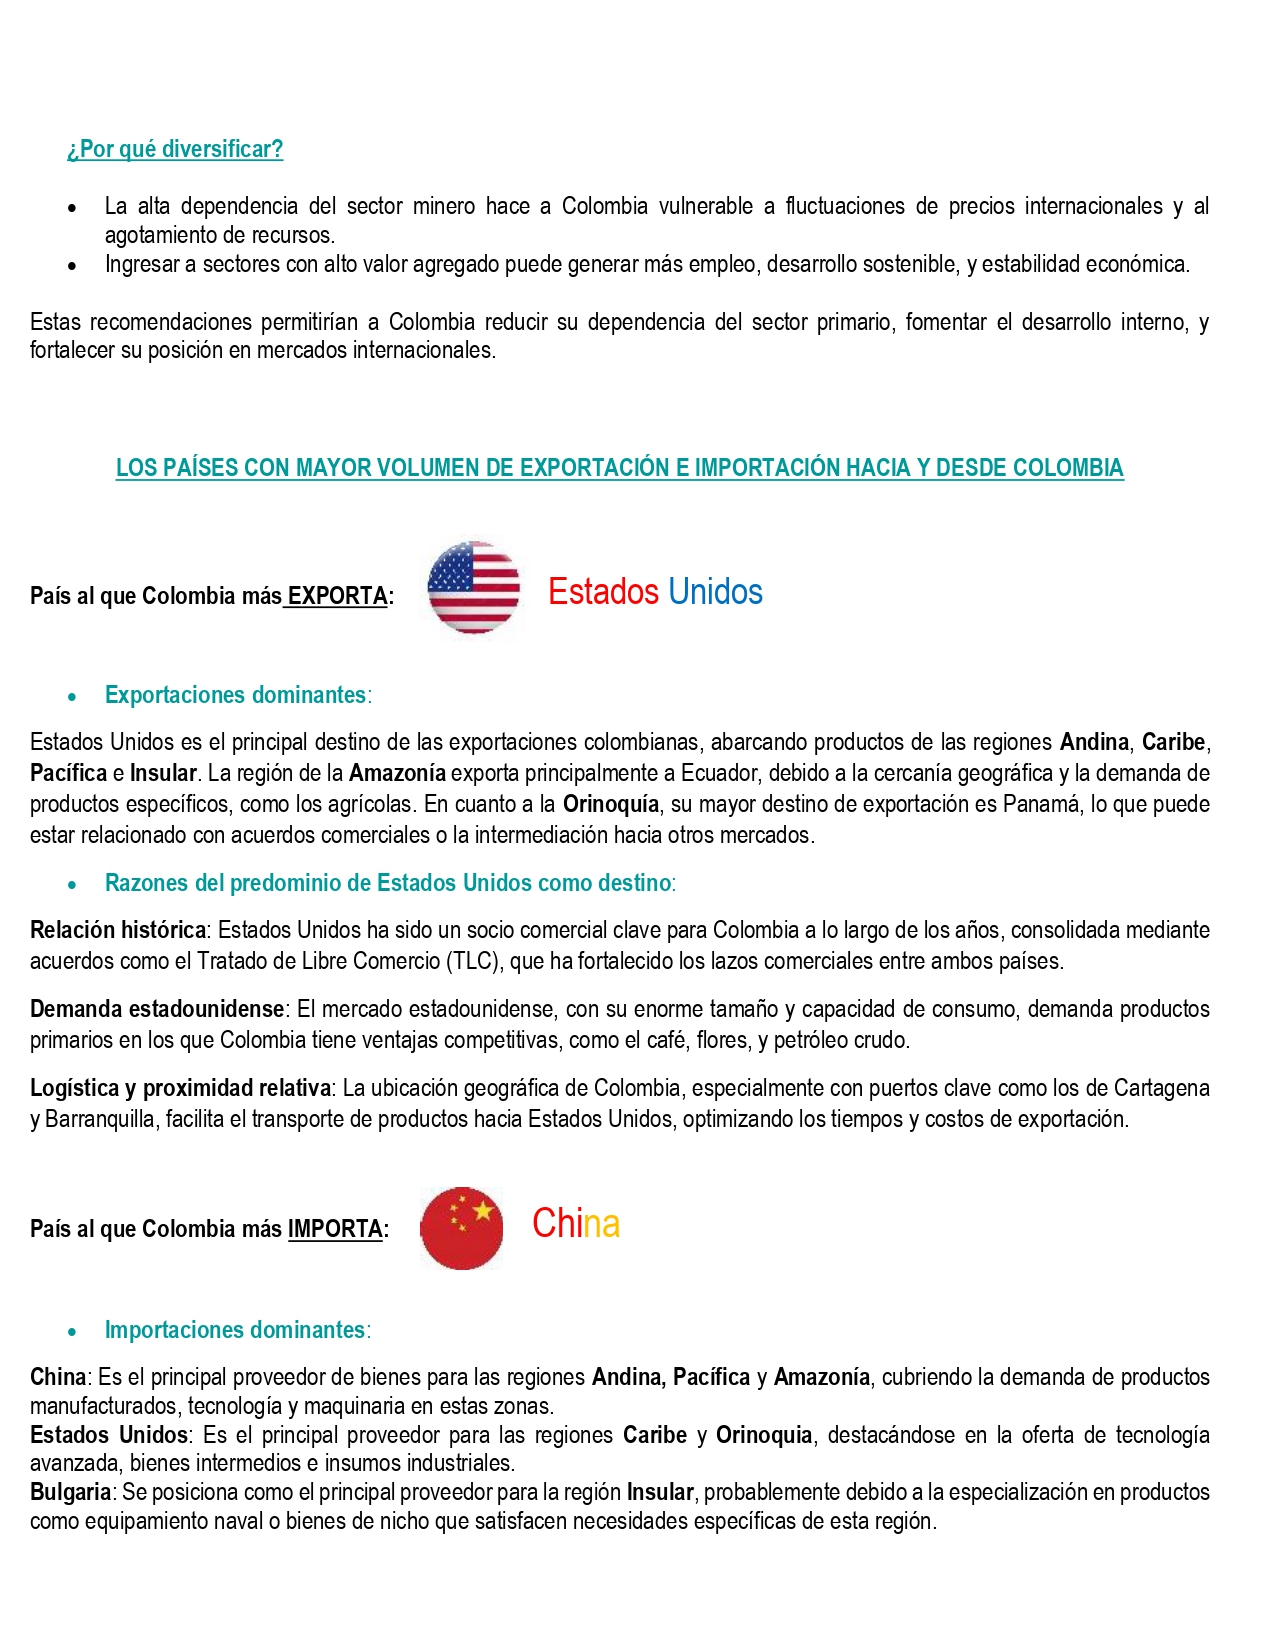 ¿Por qué diversificar?
• La alta dependencia del sector minero hace a Colombia vulnerable a fluctuaciones de precios internacionales y al
agotamiento de recursos.
• Ingresar a sectores con alto valor agregado puede generar más empleo, desarrollo sostenible, y estabilidad económica.
Estas recomendaciones permitirían a Colombia reducir su dependencia del sector primario, fomentar el desarrollo interno, y
fortalecer su posición en mercados internacionales.
LOS PAÍSES CON MAYOR VOLUMEN DE EXPORTACIÓN E IMPORTACIÓN HACIA Y DESDE COLOMBIA
País al que Colombia más EXPORTA: Estados Unidos
• Exportaciones dominantes:
Estados Unidos es el principal destino de las exportaciones colombianas, abarcando productos de las regiones Andina, Caribe,
Pacífica e Insular. La región de la Amazonía exporta principalmente a Ecuador, debido a la cercanía geográfica y la demanda de
productos específicos, como los agrícolas. En cuanto a la Orinoquía, su mayor destino de exportación es Panamá, lo que puede
estar relacionado con acuerdos comerciales o la intermediación hacia otros mercados.
• Razones del predominio de Estados Unidos como destino:
Relación histórica: Estados Unidos ha sido un socio comercial clave para Colombia a lo largo de los años, consolidada mediante
acuerdos como el Tratado de Libre Comercio (TLC), que ha fortalecido los lazos comerciales entre ambos países.
Demanda estadounidense: El mercado estadounidense, con su enorme tamaño y capacidad de consumo, demanda productos
primarios en los que Colombia tiene ventajas competitivas, como el café, flores, y petróleo crudo.
Logística y proximidad relativa: La ubicación geográfica de Colombia, especialmente con puertos clave como los de Cartagena
y Barranquilla, facilita el transporte de productos hacia Estados Unidos, optimizando los tiempos y costos de exportación.
País al que Colombia más IMPORTA: China
• Importaciones dominantes:
China: Es el principal proveedor de bienes para las regiones Andina, Pacífica y Amazonía, cubriendo la demanda de productos
manufacturados, tecnología y maquinaria en estas zonas.
Estados Unidos: Es el principal proveedor para las regiones Caribe y Orinoquia, destacándose en la oferta de tecnología
avanzada, bienes intermedios e insumos industriales.
Bulgaria: Se posiciona como el principal proveedor para la región Insular, probablemente debido a la especialización en productos
como equipamiento naval o bienes de nicho que satisfacen necesidades específicas de esta región.